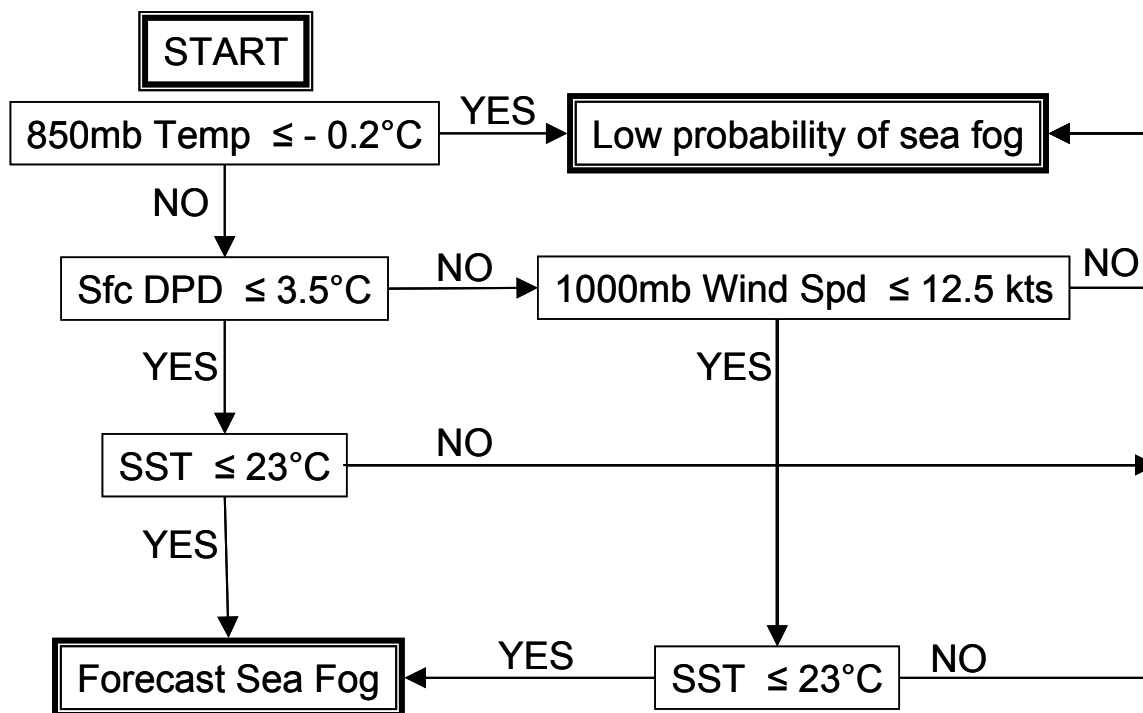 START
850mb Temp ≤ - 0.2°C
YES
Low probability of sea fog
NO
Sfc DPD ≤ 3.5°C
NO
1000mb Wind Spd ≤ 12.5 kts
NO
YES
YES
SST ≤ 23°C
NO
YES
Forecast Sea Fog
YES
SST ≤ 23°C
NO